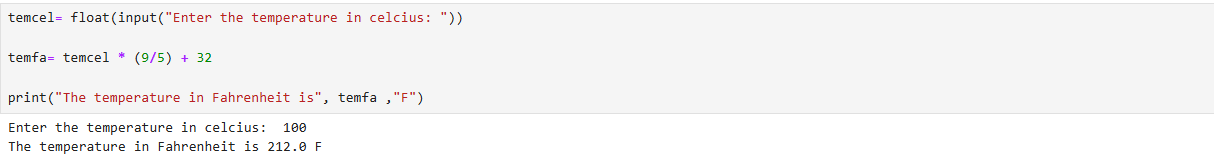 temcel= float(input("Enter the temperature in celcius: "))
temfa= temcel * (9/5) + 32
print("The temperature in Fahrenheit is", temfa ,"F")
Enter the temperature in celcius:  100
The temperature in Fahrenheit is 212.0 F